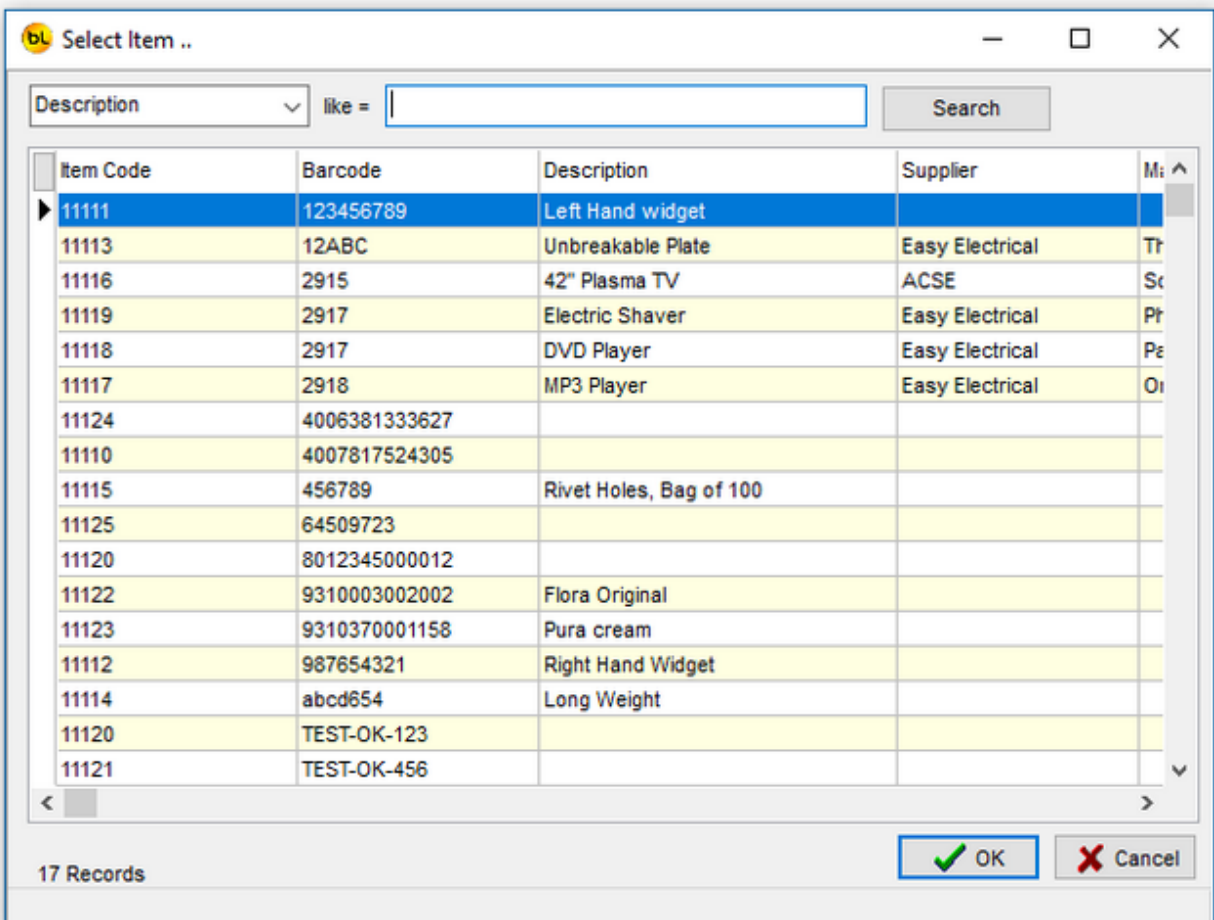 bL Select Item ..
Description like = Search
Item Code Barcode Description Supplier
11111 123456789 Left Hand widget
11113 12ABC Unbreakable Plate Easy Electrical Th
11116 2915 42" Plasma TV ACSE So
11119 2917 Electric Shaver Easy Electrical Ph
11118 2917 DVD Player Easy Electrical Pa
11117 2918 MP3 Player Easy Electrical
11124 4006381333627
11110 4007817524305
11115 456789 Rivet Holes, Bag of 100
11125 64509723
11120 8012345000012
11122 9310003002002 Flora Original
11123 9310370001158 Pura cream
11112 987654321 Right Hand Widget
11114 abcd654 Long Weight
11120 TEST-OK-123
11121 TEST-OK-456
OK Cancel
17 Records